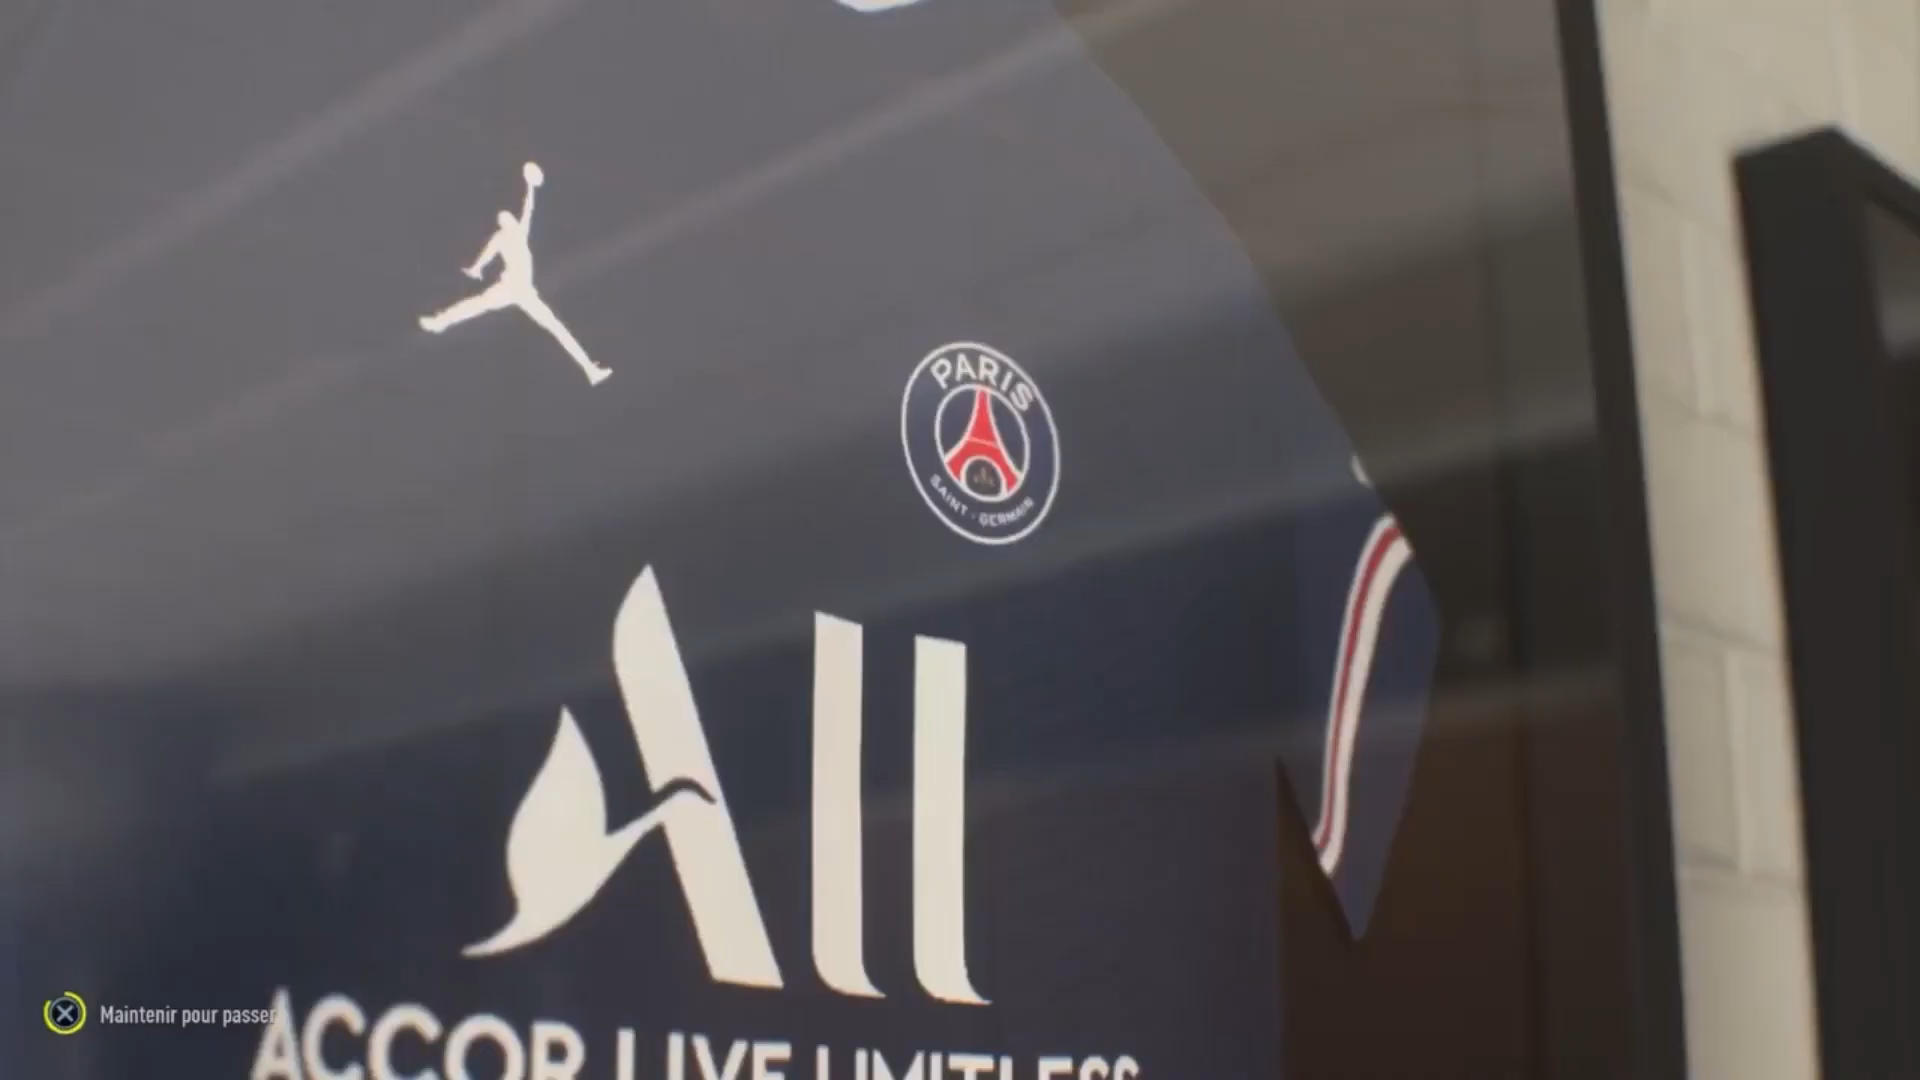 PARIS
SAINT-GERMAIN
All
ACCOR LIVE LIMITLESS
Maintenir pour passer